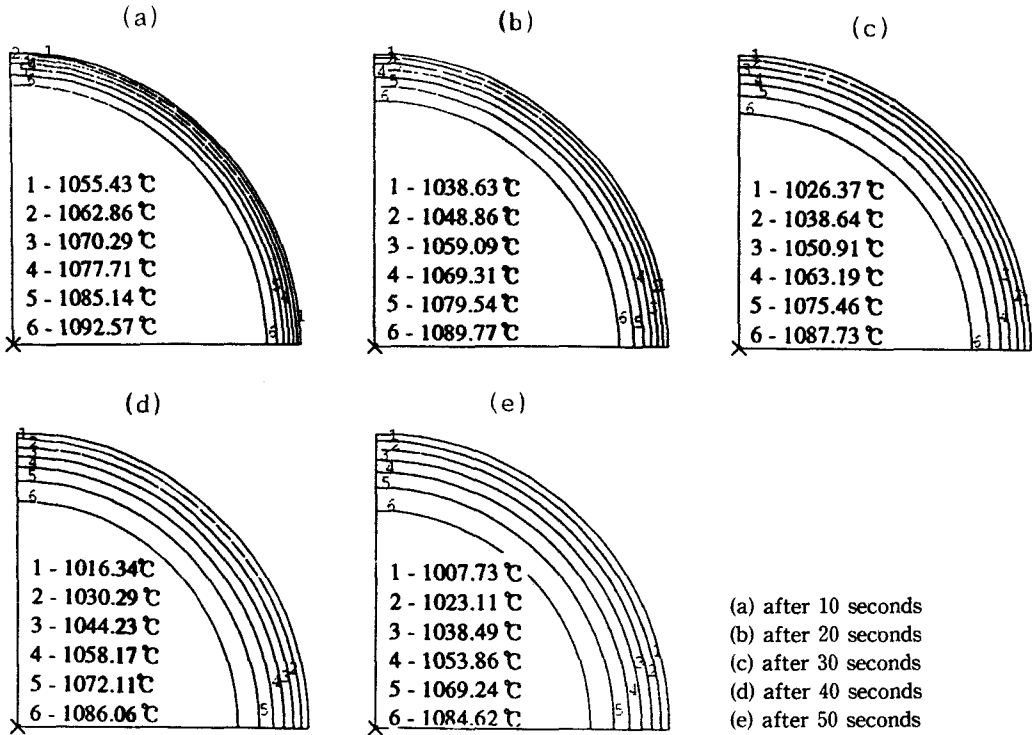 (a)
(b)
(c)
1 - 1055.43 ℃
2 - 1062.86 ℃
3 - 1070.29 ℃
4 - 1077.71 ℃
5 - 1085.14 ℃
6 - 1092.57 ℃
1 - 1038.63 ℃
2 - 1048.86 ℃
3 - 1059.09 ℃
4 - 1069.31 ℃
5 - 1079.54 ℃
6 - 1089.77 ℃
1 - 1026.37 ℃
2 - 1038.64 ℃
3 - 1050.91 ℃
4 - 1063.19 ℃
5 - 1075.46 ℃
6 - 1087.73 ℃
(d)
(e)
1 - 1016.34℃
2 - 1030.29 ℃
3 - 1044.23 ℃
4 - 1058.17 ℃
5 - 1072.11℃
6 - 1086.06 ℃
1 - 1007.73 ℃
2 - 1023.11 ℃
3 - 1038.49 ℃
4 - 1053.86 ℃
5 - 1069.24 ℃
6 - 1084.62 ℃
(a) after 10 seconds
(b) after 20 seconds
(c) after 30 seconds
(d) after 40 seconds
(e) after 50 seconds